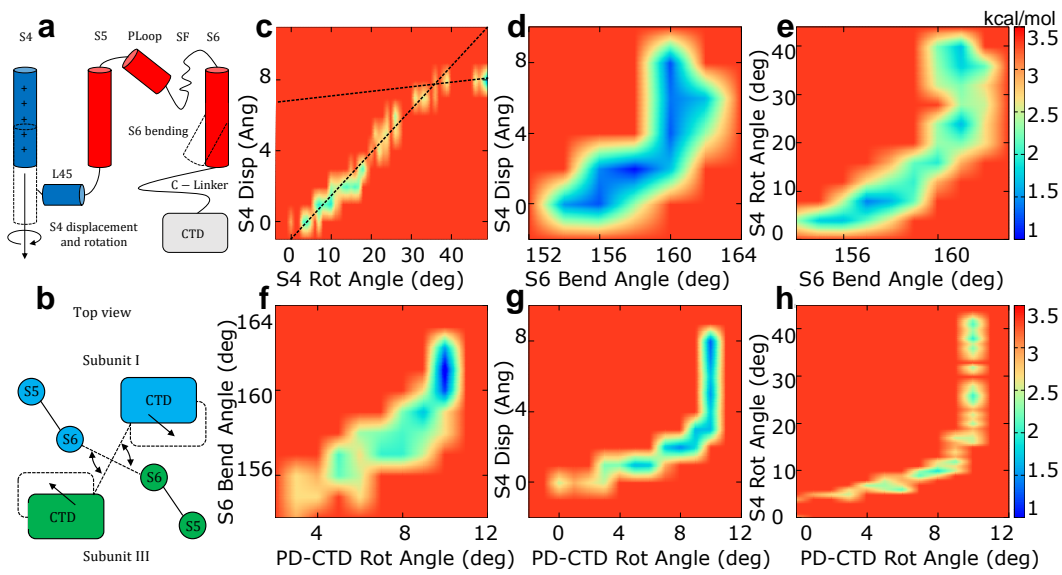 a
S4
S5
PLoop
SF
S6
+
+
+
+
S6 bending
L45
C – Linker
S4 displacement
and rotation
CTD
b
Top view
Subunit I
S5
CTD
S6
S6
CTD
S5
Subunit III
c
S4 Disp (Ang)
8
4
0
0 10 20 30 40
S4 Rot Angle (deg)
d
S4 Disp (Ang)
8
4
0
152 156 160 164
S6 Bend Angle (deg)
e
S4 Rot Angle (deg)
40
30
20
10
0
156 160
S6 Bend Angle (deg)
kcal/mol
3.5
3
2.5
2
1.5
1
f
S6 Bend Angle (deg)
164
160
156
4 8 12
PD-CTD Rot Angle (deg)
g
S4 Disp (Ang)
8
4
0
0 4 8 12
PD-CTD Rot Angle (deg)
h
S4 Rot Angle (deg)
40
30
20
10
0
0 4 8 12
PD-CTD Rot Angle (deg)
3.5
3
2.5
2
1.5
1